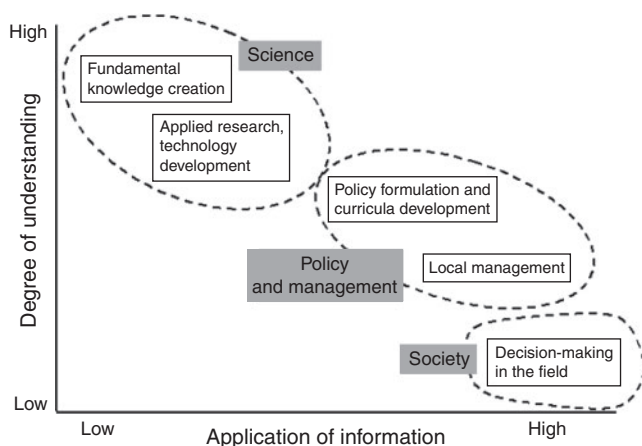 High
Science
Fundamental
knowledge creation
Applied research,
technology
development
Degree of understanding
Policy formulation and
curricula development
Policy
and management
Local management
Society
Decision-making
in the field
Low
Low
Application of information
High